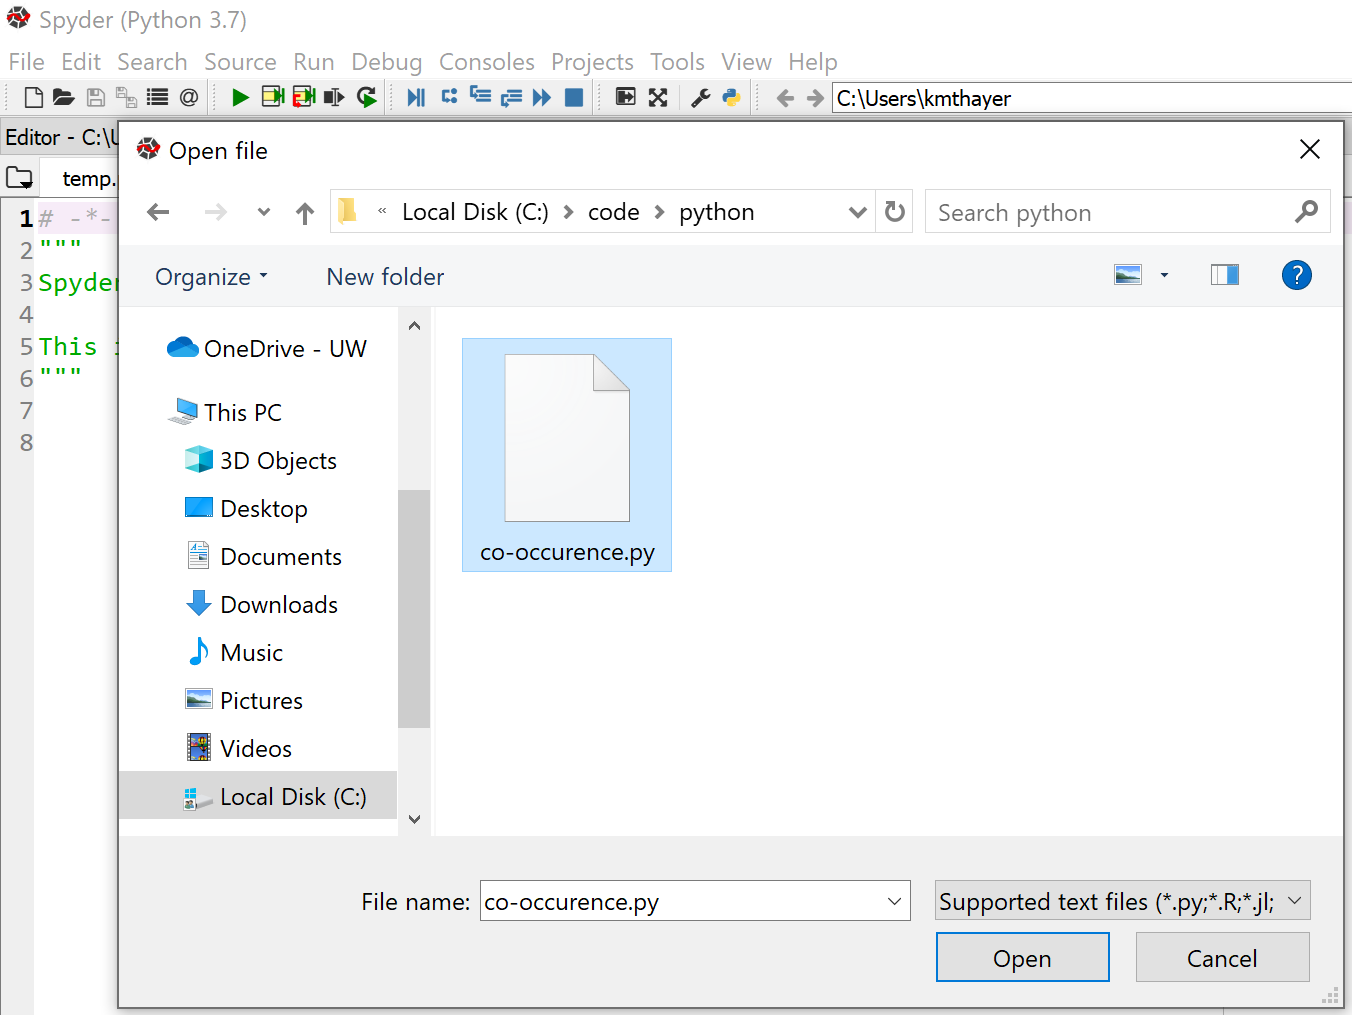 Spyder (Python 3.7)
File Edit Search Source Run Debug Consoles Projects Tools View Help
@
C:\Users\kmthayer
Editor - C:\U
temp.
Open file
« Local Disk (C:) > code > python
Search python
Organize
New folder
?
1 # -*-
2 """
3 Spyder
4
5 This i
6 """
7
8
OneDrive - UW
This PC
3D Objects
Desktop
Documents
Downloads
Music
Pictures
Videos
Local Disk (C:)
co-occurence.py
File name: co-occurence.py
Supported text files (*.py;*.R;*.jl;
Open
Cancel